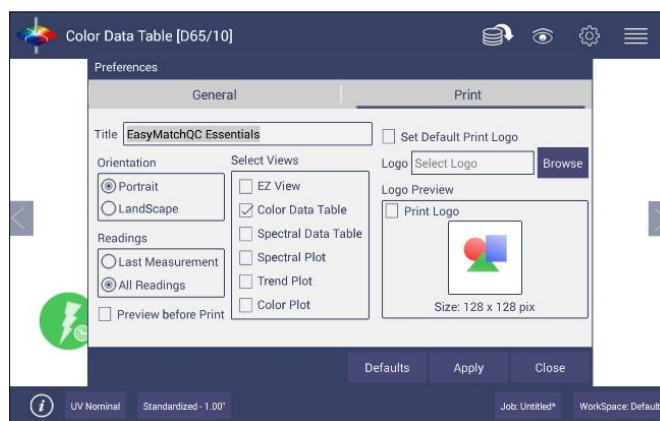 Color Data Table [D65/10]
Preferences
General
Print
Title EasyMatchQC Essentials
Orientation
Portrait
LandScape
Readings
Last Measurement
All Readings
Preview before Print
Select Views
EZ View
Color Data Table
Spectral Data Table
Spectral Plot
Trend Plot
Color Plot
Set Default Print Logo
Logo Select Logo Browse
Logo Preview
Print Logo
Size: 128 x 128 pix
Defaults Apply Close
UV Nominal Standardized - 1.00" Job: Untitled* WorkSpace: Default